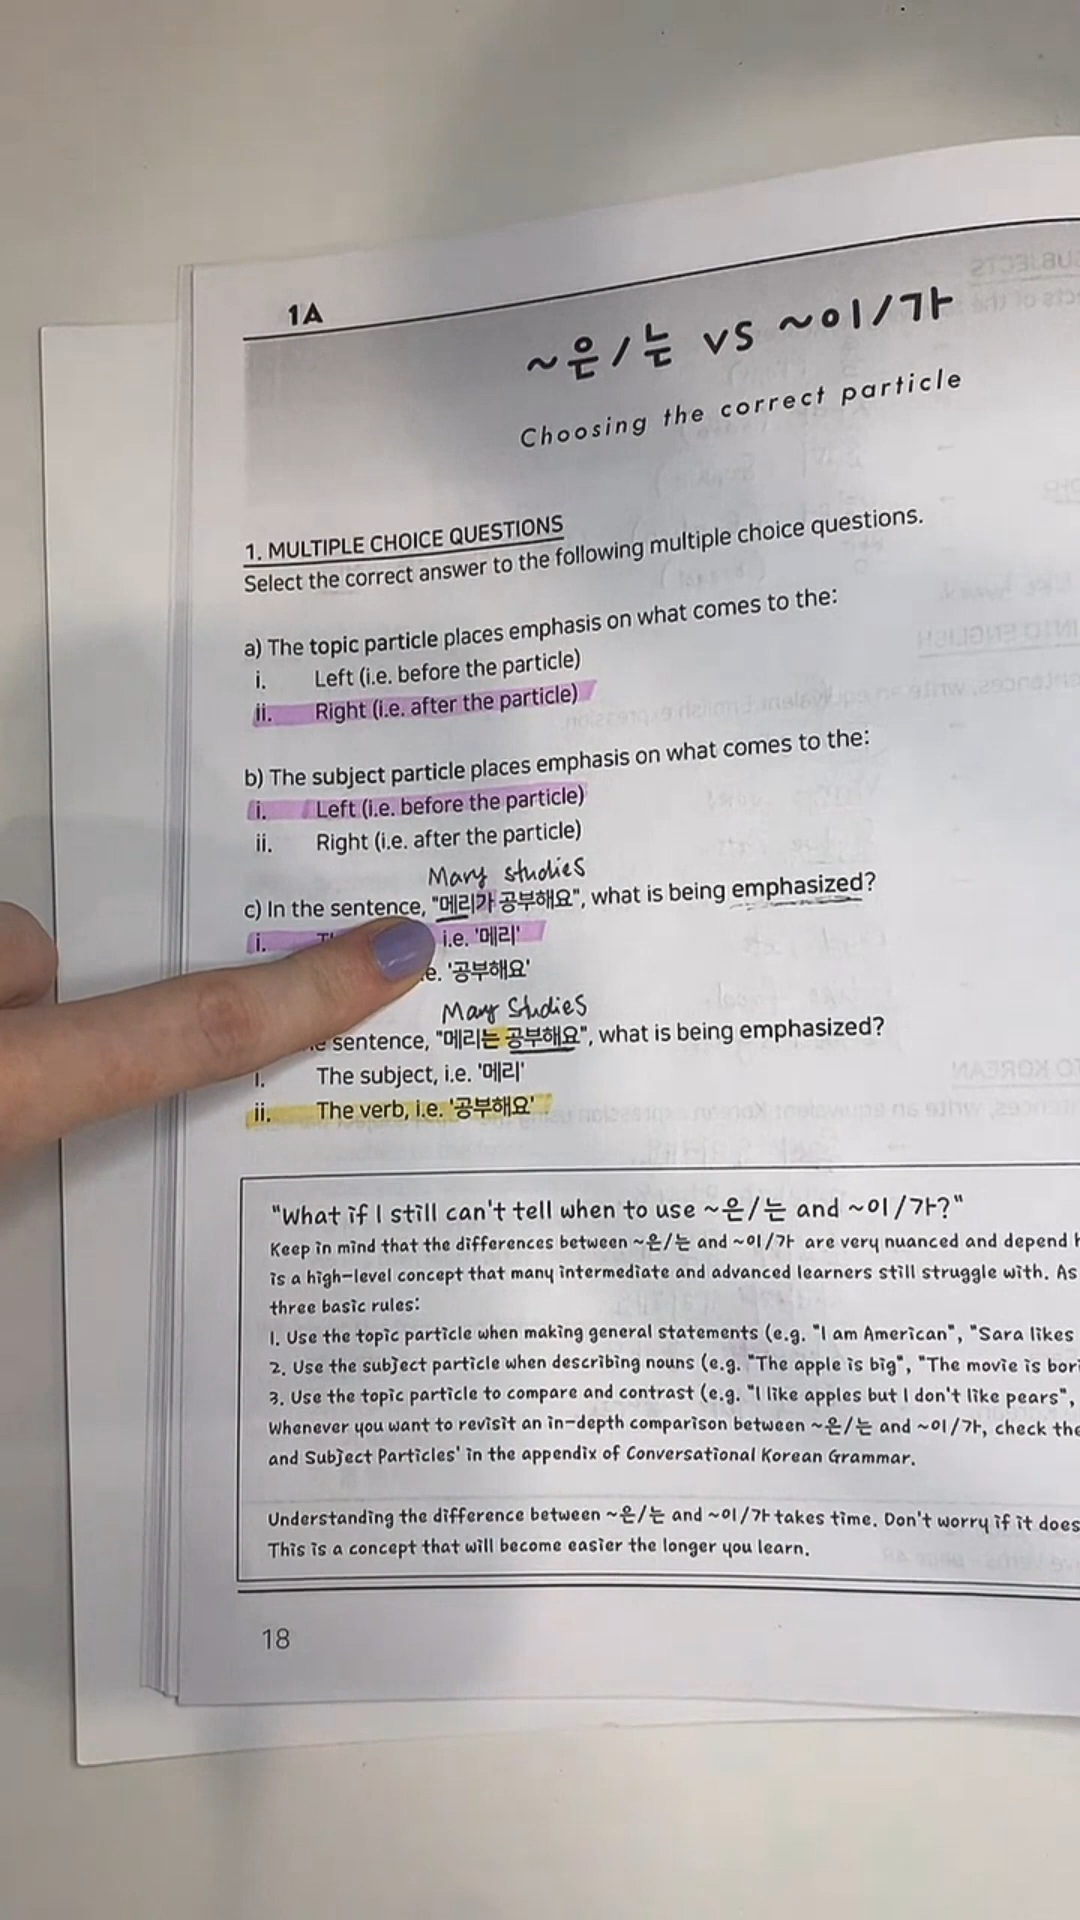 1A
~은/는 vs ~이/가
Choosing the correct particle
1. MULTIPLE CHOICE QUESTIONS
Select the correct answer to the following multiple choice questions.
a) The topic particle places emphasis on what comes to the:
i. Left (i.e. before the particle)
ii. Right (i.e. after the particle)
b) The subject particle places emphasis on what comes to the:
i. Left (i.e. before the particle)
ii. Right (i.e. after the particle)
Mary studies
c) In the sentence, "메리가 공부해요", what is being emphasized?
i. i.e. '메리'
'공부해요'
Mary Studies
sentence, "메리는 공부해요", what is being emphasized?
i. The subject, i.e. '메리'
ii. The verb, i.e. '공부해요'
"What if I still can't tell when to use ~은/는 and ~이/가?"
Keep in mind that the differences between ~은/는 and ~이/가 are very nuanced and depend
is a high-level concept that many intermediate and advanced learners still struggle with. As
three basic rules:
1. Use the topic particle when making general statements (e.g. "I am American", "Sara likes
2. Use the subject particle when describing nouns (e.g. "The apple is big", "The movie is
3. Use the topic particle to compare and contrast (e.g. "I like apples but I don't like pears",
Whenever you want to revisit an in-depth comparison between ~은/는 and ~이/가, check
and Subject Particles' in the appendix of Conversational Korean Grammar.
Understanding the difference between ~은/는 and ~이/가 takes time. Don't worry if it
This is a concept that will become easier the longer you learn.
18